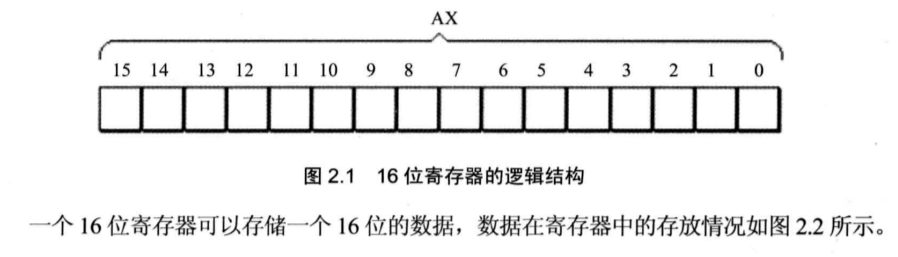 AX
15 14 13 12 11 10 9 8 7 6 5 4 3 2 1 0
图 2.1 16 位寄存器的逻辑结构
一个 16 位寄存器可以存储一个 16 位的数据，数据在寄存器中的存放情况如图 2.2 所示。